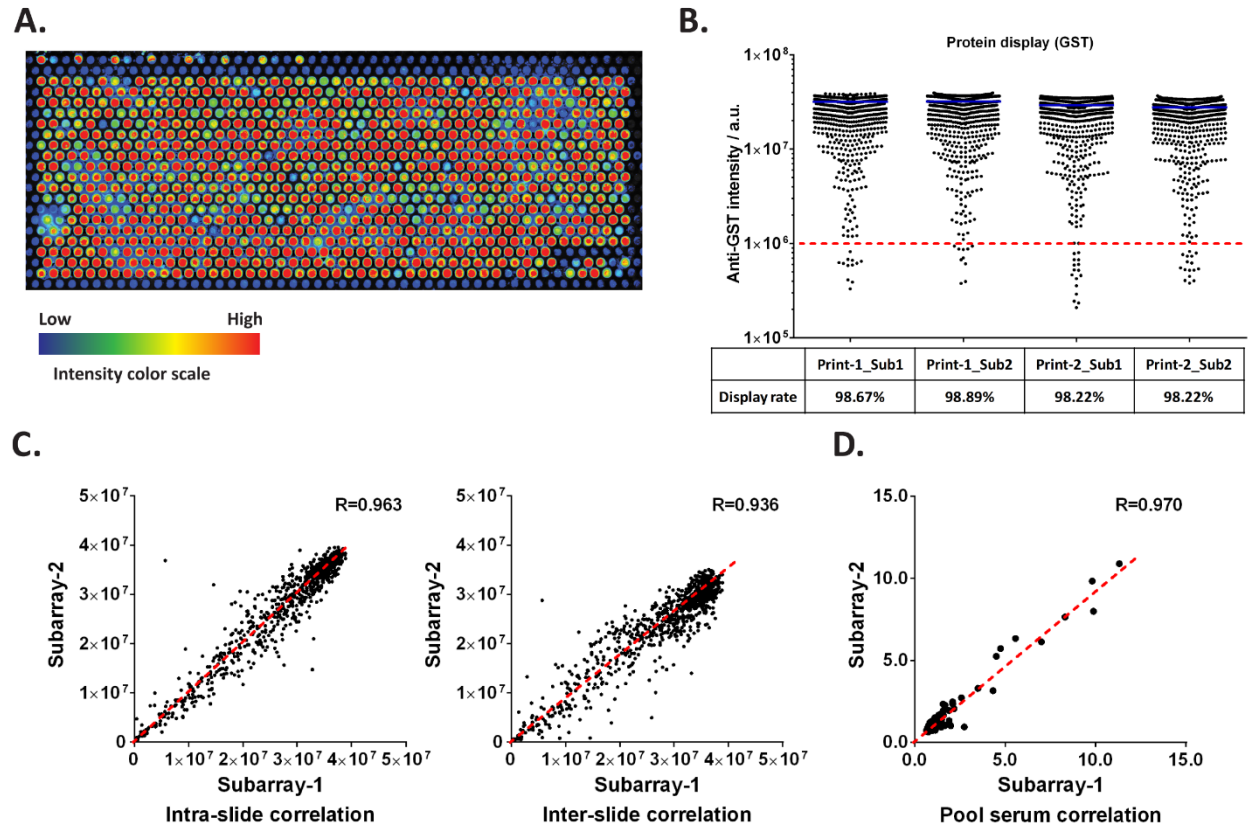 A.
Low High
Intensity color scale
B.
Protein display (GST)
Anti-GST intensity / a.u.
1×10⁸
1×10⁷
1×10⁶
1×10⁵
Print-1_Sub1 Print-1_Sub2 Print-2_Sub1 Print-2_Sub2
Display rate 98.67% 98.89% 98.22% 98.22%
C.
R=0.963
Subarray-2
5×10⁷
4×10⁷
3×10⁷
2×10⁷
1×10⁷
0
0 1×10⁷ 2×10⁷ 3×10⁷ 4×10⁷ 5×10⁷
Subarray-1
Intra-slide correlation
R=0.936
Subarray-2
5×10⁷
4×10⁷
3×10⁷
2×10⁷
1×10⁷
0
0 1×10⁷ 2×10⁷ 3×10⁷ 4×10⁷ 5×10⁷
Subarray-1
Inter-slide correlation
D.
R=0.970
Subarray-2
15.0
10.0
5.0
0.0
0.0 5.0 10.0 15.0
Subarray-1
Pool serum correlation